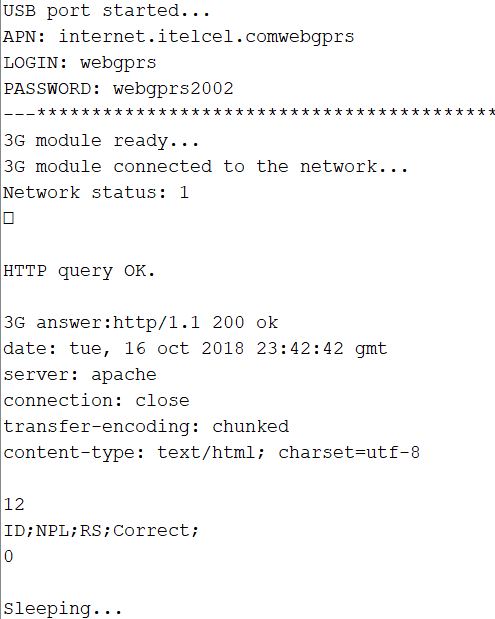 USB port started...
APN: internet.itelcel.comwebgprs
LOGIN: webgprs
PASSWORD: webgprs2002
---******************************************
3G module ready...
3G module connected to the network...
Network status: 1
□
HTTP query OK.
3G answer:http/1.1 200 ok
date: tue, 16 oct 2018 23:42:42 gmt
server: apache
connection: close
transfer-encoding: chunked
content-type: text/html; charset=utf-8
12
ID;NPL;RS;Correct;
0
Sleeping...